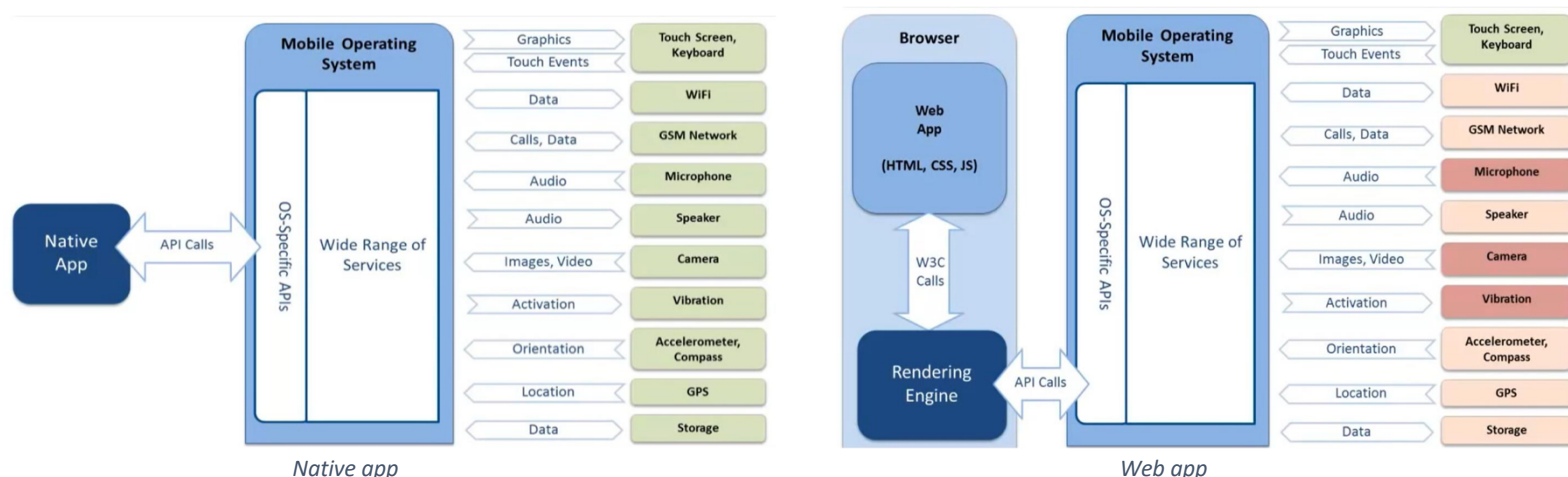 Mobile Operating
System
Graphics
Touch Events
Touch Screen,
Keyboard
Data
WiFi
Calls, Data
GSM Network
Audio
Microphone
Audio
Speaker
Images, Video
Camera
Activation
Vibration
Orientation
Accelerometer,
Compass
Location
GPS
Data
Storage
Native
App
API Calls
OS-Specific APIs
Wide Range of
Services
Native app
Browser
Web
App
(HTML, CSS, JS)
W3C
Calls
Rendering
Engine
API Calls
Mobile Operating
System
OS-Specific APIs
Wide Range of
Services
Graphics
Touch Events
Touch Screen,
Keyboard
Data
WiFi
Calls, Data
GSM Network
Audio
Microphone
Audio
Speaker
Images, Video
Camera
Activation
Vibration
Orientation
Accelerometer,
Compass
Location
GPS
Data
Storage
Web app